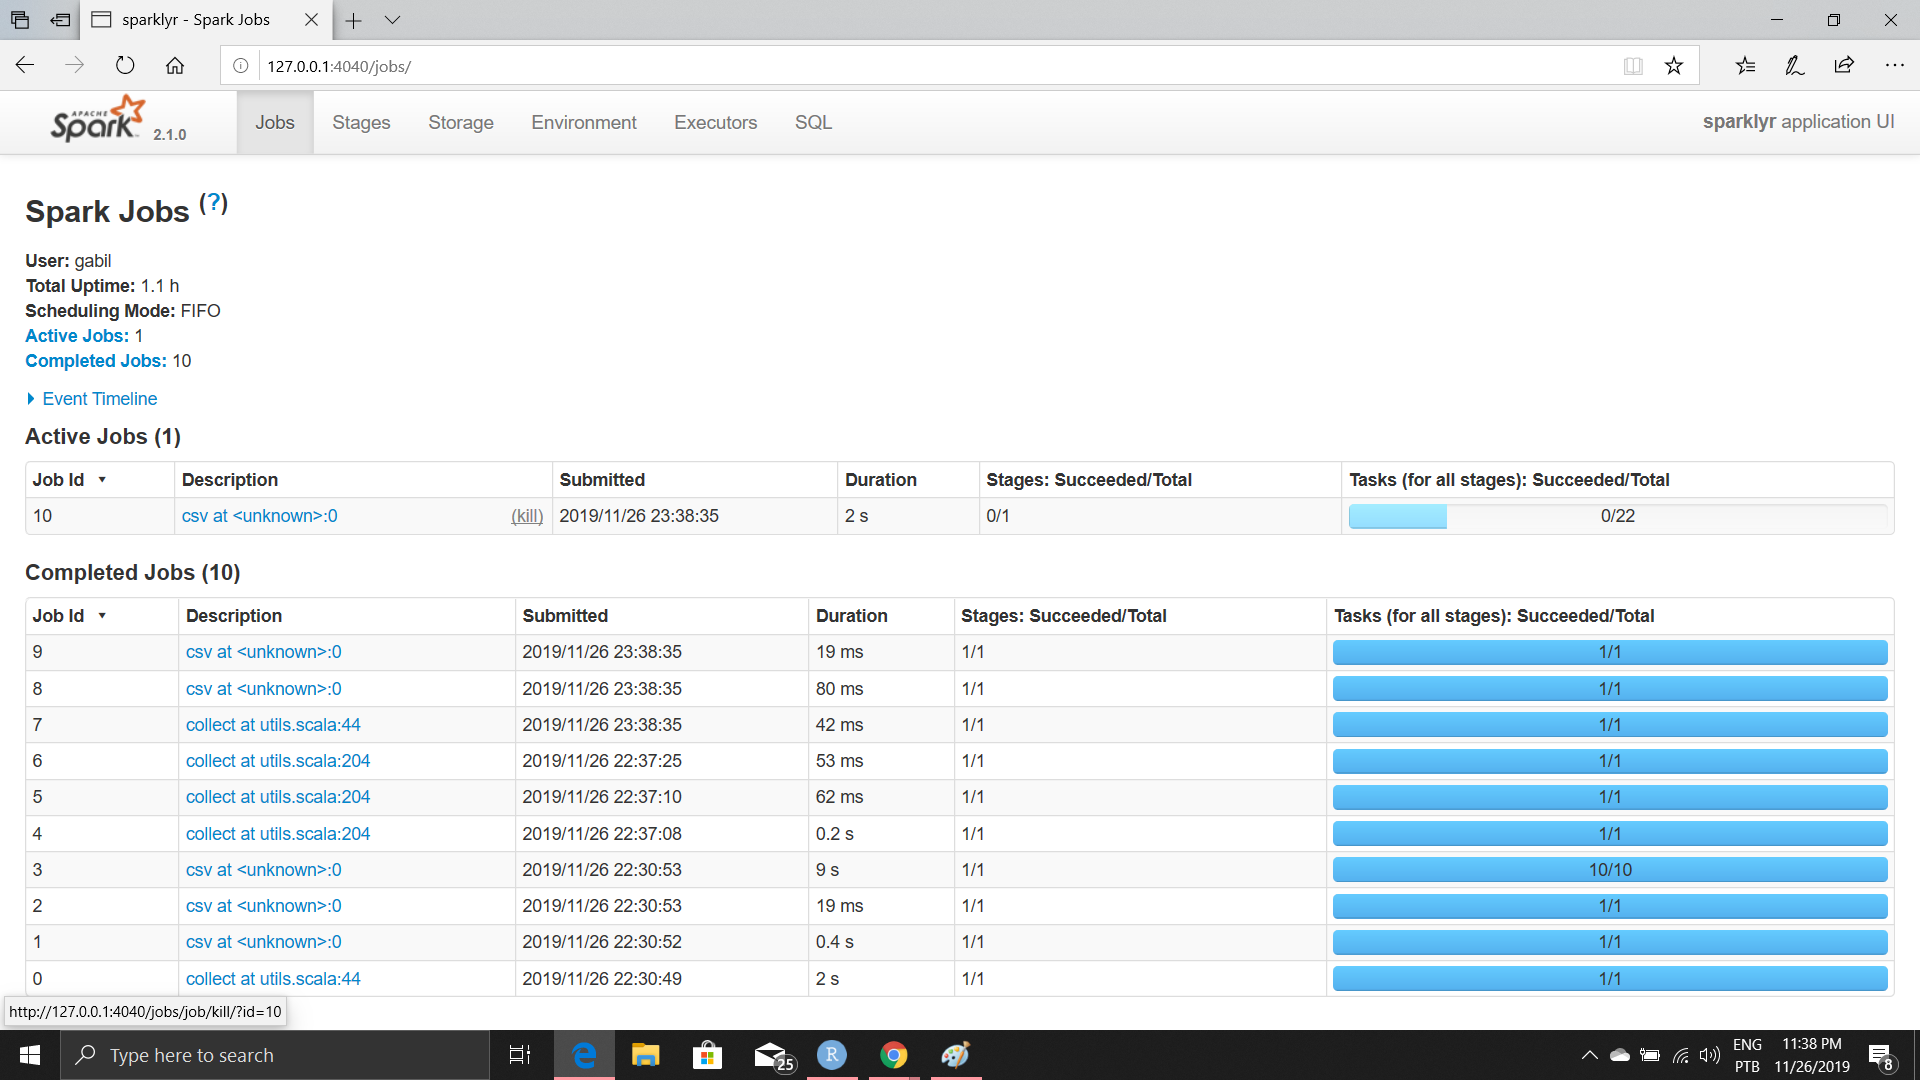 sparklyr - Spark Jobs
127.0.0.1:4040/jobs/
APACHE Spark 2.1.0 Jobs Stages Storage Environment Executors SQL sparklyr application UI
Spark Jobs (?)
User: gabil
Total Uptime: 1.1 h
Scheduling Mode: FIFO
Active Jobs: 1
Completed Jobs: 10
Event Timeline
Active Jobs (1)
Job Id Description Submitted Duration Stages: Succeeded/Total Tasks (for all stages): Succeeded/Total
10 csv at <unknown>:0 (kill) 2019/11/26 23:38:35 2 s 0/1 0/22
Completed Jobs (10)
Job Id Description Submitted Duration Stages: Succeeded/Total Tasks (for all stages): Succeeded/Total
9 csv at <unknown>:0 2019/11/26 23:38:35 19 ms 1/1 1/1
8 csv at <unknown>:0 2019/11/26 23:38:35 80 ms 1/1 1/1
7 collect at utils.scala:44 2019/11/26 23:38:35 42 ms 1/1 1/1
6 collect at utils.scala:204 2019/11/26 22:37:25 53 ms 1/1 1/1
5 collect at utils.scala:204 2019/11/26 22:37:10 62 ms 1/1 1/1
4 collect at utils.scala:204 2019/11/26 22:37:08 0.2 s 1/1 1/1
3 csv at <unknown>:0 2019/11/26 22:30:53 9 s 1/1 10/10
2 csv at <unknown>:0 2019/11/26 22:30:53 19 ms 1/1 1/1
1 csv at <unknown>:0 2019/11/26 22:30:52 0.4 s 1/1 1/1
0 collect at utils.scala:44 2019/11/26 22:30:49 2 s 1/1 1/1
http://127.0.0.1:4040/jobs/job/kill/?id=10
Type here to search 25 R ENG 11:38 PM
PTB 11/26/2019 8